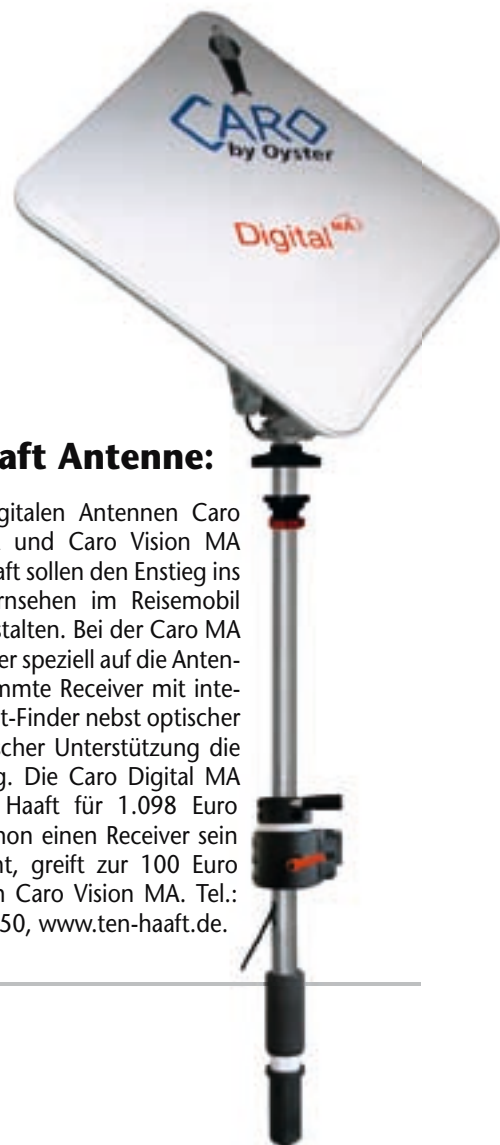 CARO
by Oyster
Digital MA
aft Antenne:
gitalen Antennen Caro
und Caro Vision MA
aft sollen den Enstieg ins
rnsehen im Reisemobil
stalten. Bei der Caro MA
er speziell auf die Anten-
mmte Receiver mit inte-
t-Finder nebst optischer
scher Unterstützung die
g. Die Caro Digital MA
Haaft für 1.098 Euro
hon einen Receiver sein
nt, greift zur 100 Euro
n Caro Vision MA. Tel.:
50, www.ten-haaft.de.